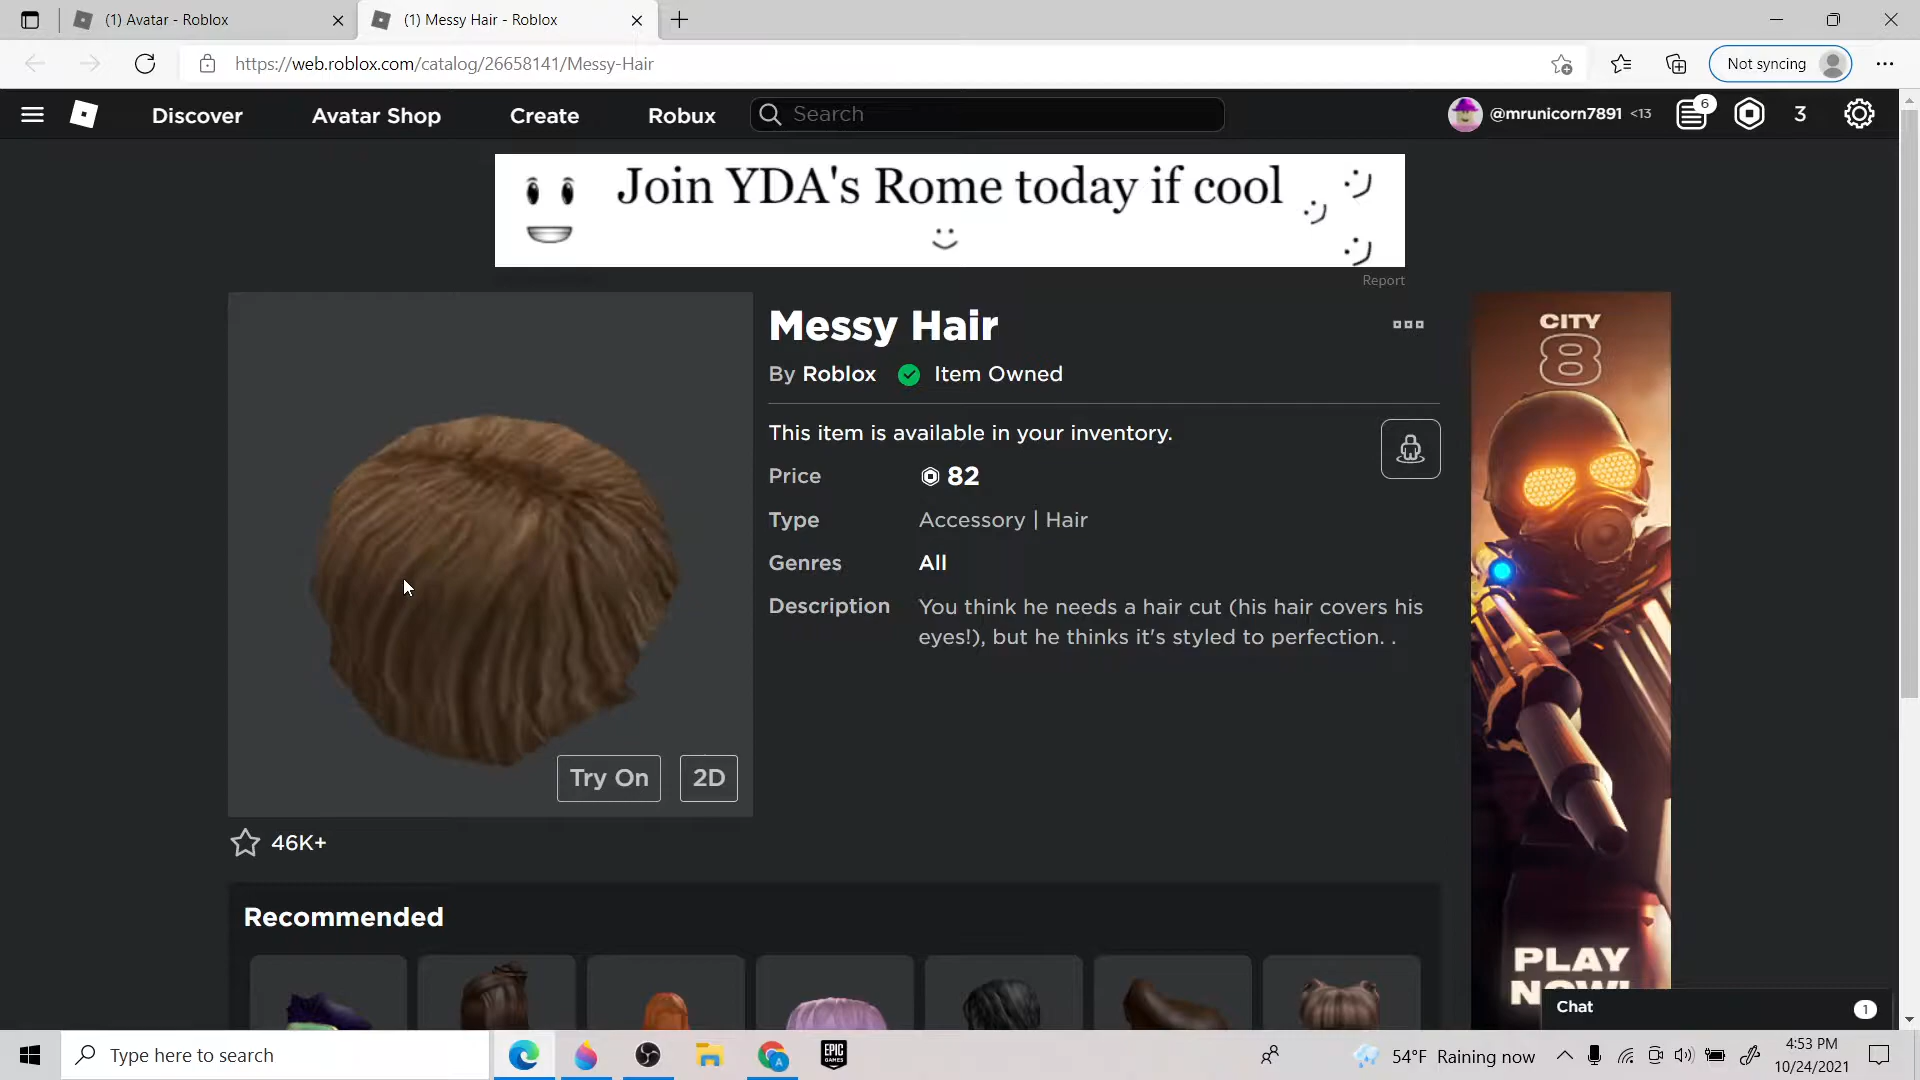 (1) Avatar - Roblox
(1) Messy Hair - Roblox
https://web.roblox.com/catalog/26658141/Messy-Hair
Not syncing
Discover
Avatar Shop
Create
Robux
Search
@mrunicorn7891 <13
6
3
Join YDA's Rome today if cool :)
:)
:)
Report
Messy Hair
By Roblox
Item Owned
This item is available in your inventory.
Price
82
Type
Accessory | Hair
Genres
All
Description
You think he needs a hair cut (his hair covers his
eyes!), but he thinks it's styled to perfection. .
Try On
2D
46K+
CITY
8
PLAY
NOW!
Recommended
Chat
1
Type here to search
A
EPIC
GAMES
54°F Raining now
4:53 PM
10/24/2021